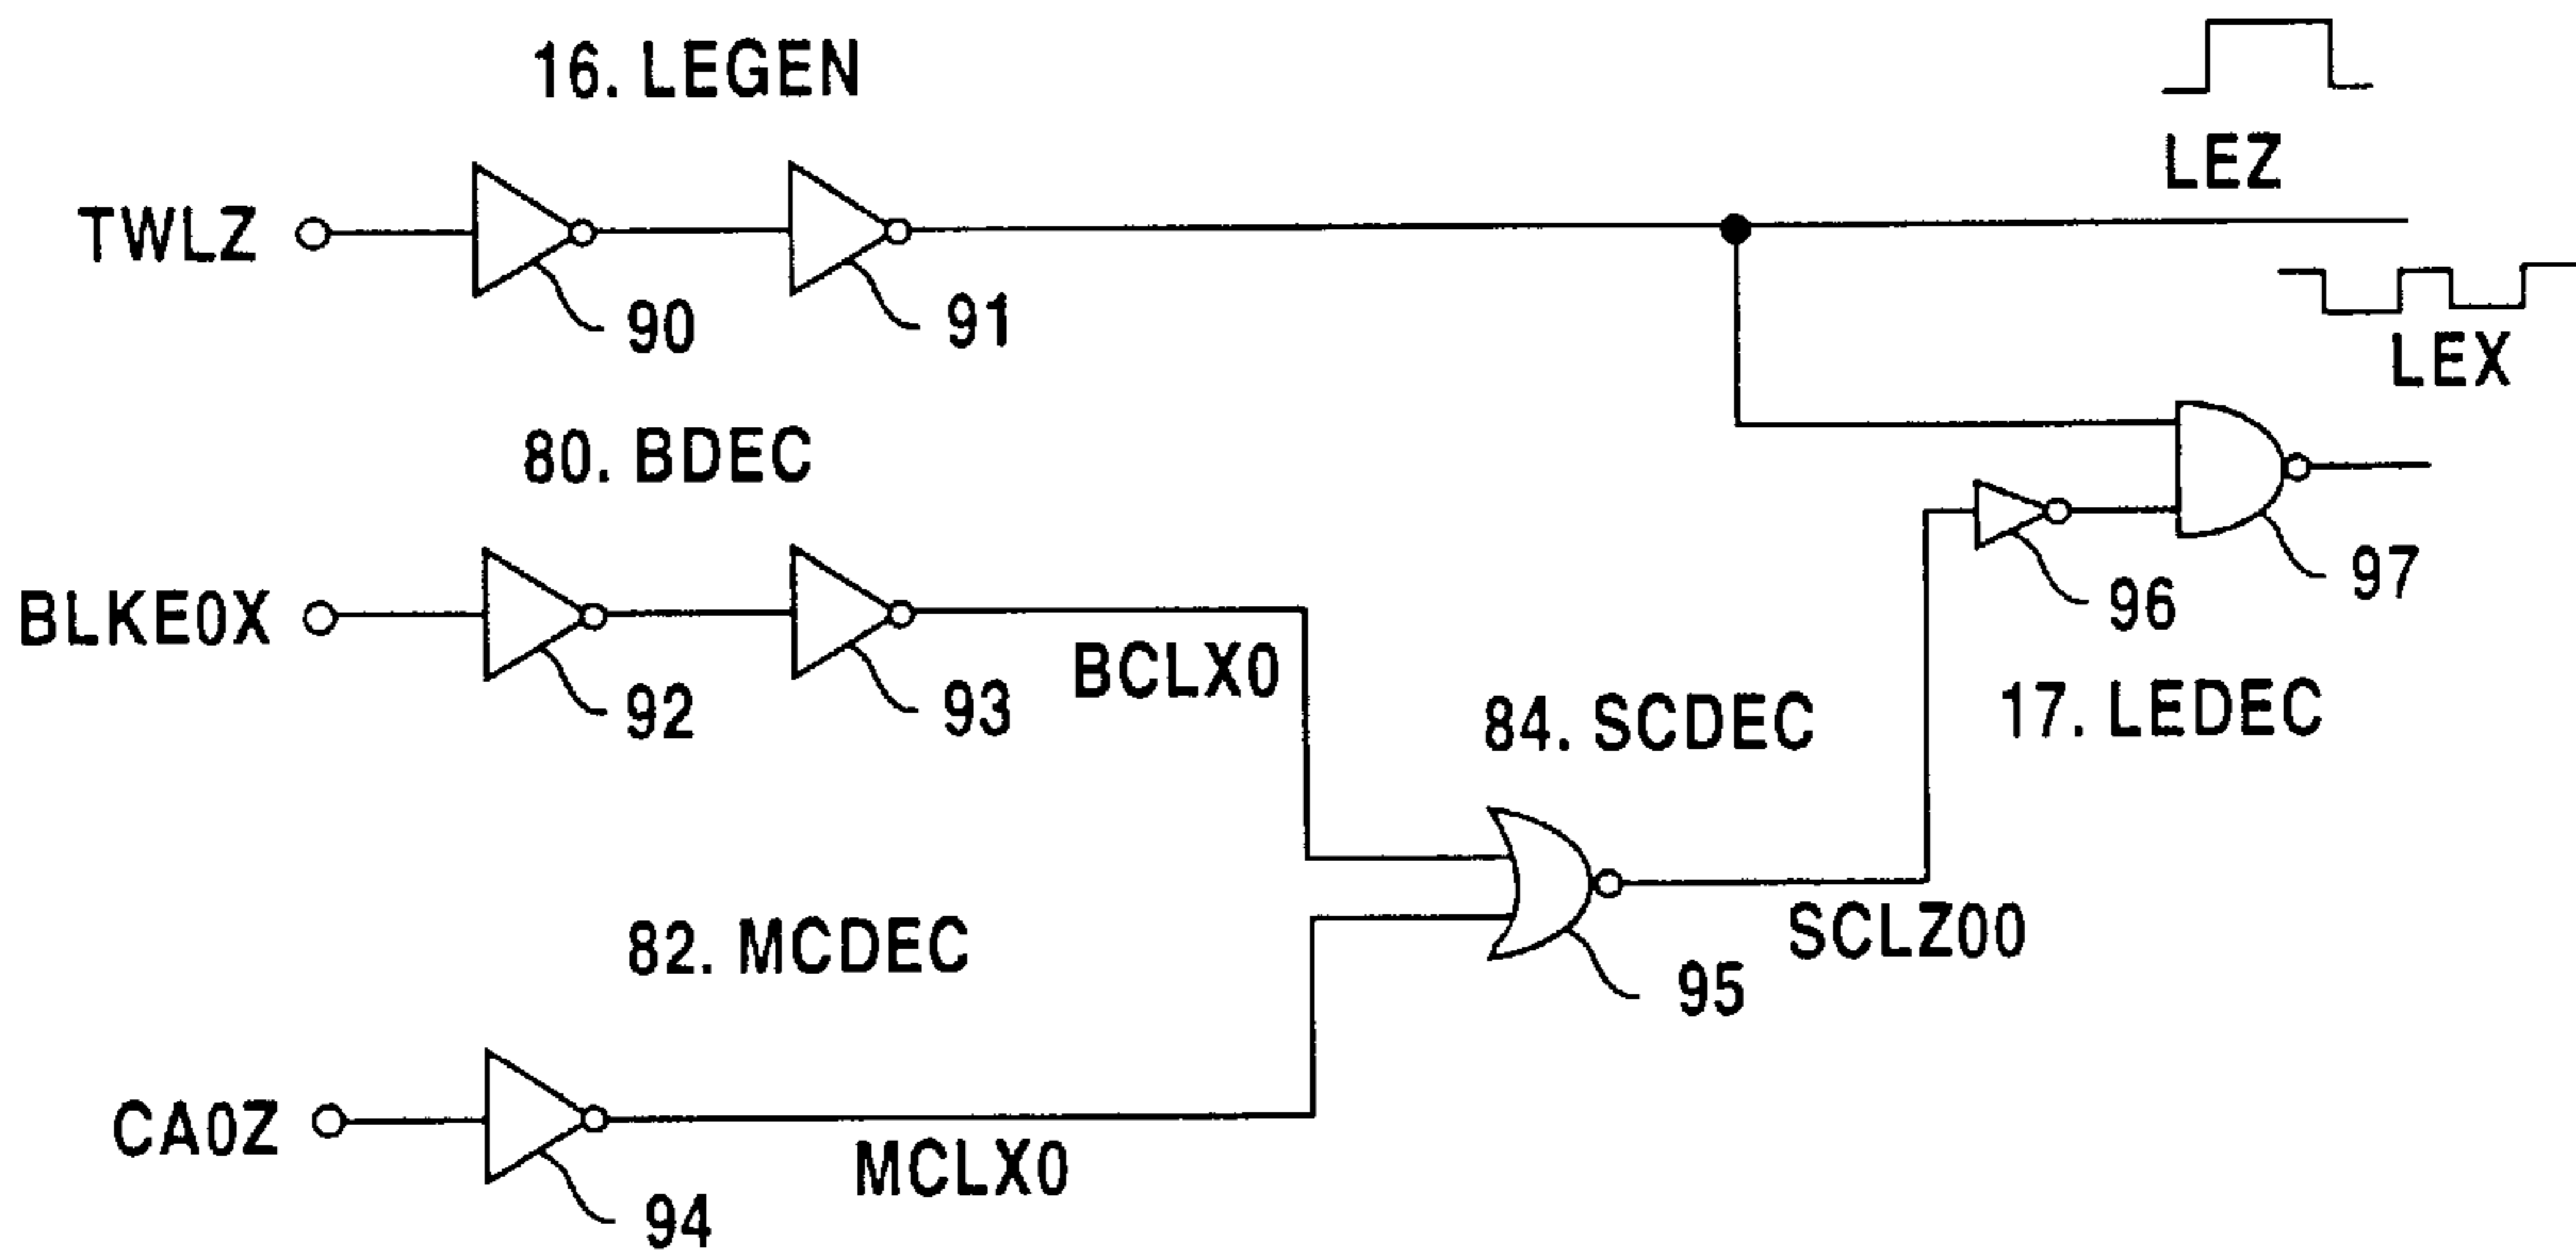 16. LEGEN
LEZ
TWLZ
90
91
LEX
80. BDEC
97
96
BLKE0X
92
93
BCLX0
84. SCDEC
17. LEDEC
82. MCDEC
SCLZ00
95
CA0Z
MCLX0
94